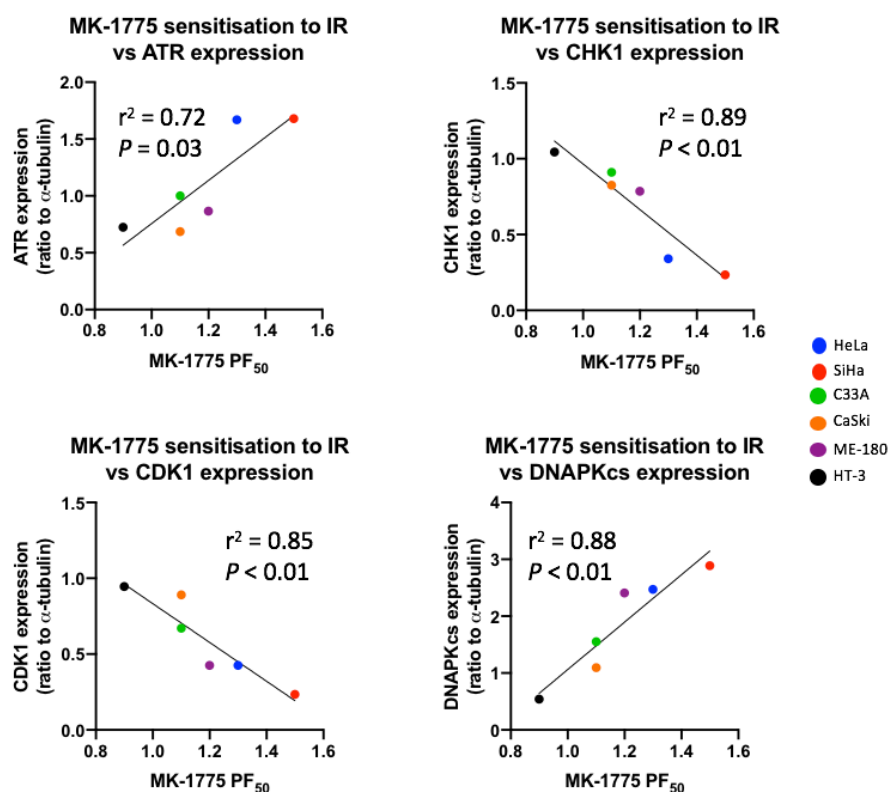 MK-1775 sensitisation to IR
vs ATR expression
r² = 0.72
P = 0.03
ATR expression
(ratio to α-tubulin)
2.0
1.5
1.0
0.5
0.0
0.8 1.0 1.2 1.4 1.6
MK-1775 PF₅₀
MK-1775 sensitisation to IR
vs CHK1 expression
r² = 0.89
P < 0.01
CHK1 expression
(ratio to α-tubulin)
1.5
1.0
0.5
0.0
0.8 1.0 1.2 1.4 1.6
MK-1775 PF₅₀
HeLa
SiHa
C33A
CaSki
ME-180
HT-3
MK-1775 sensitisation to IR
vs CDK1 expression
r² = 0.85
P < 0.01
CDK1 expression
(ratio to α-tubulin)
1.5
1.0
0.5
0.0
0.8 1.0 1.2 1.4 1.6
MK-1775 PF₅₀
MK-1775 sensitisation to IR
vs DNAPKcs expression
r² = 0.88
P < 0.01
DNAPKcs expression
(ratio to α-tubulin)
4
3
2
1
0
0.8 1.0 1.2 1.4 1.6
MK-1775 PF₅₀